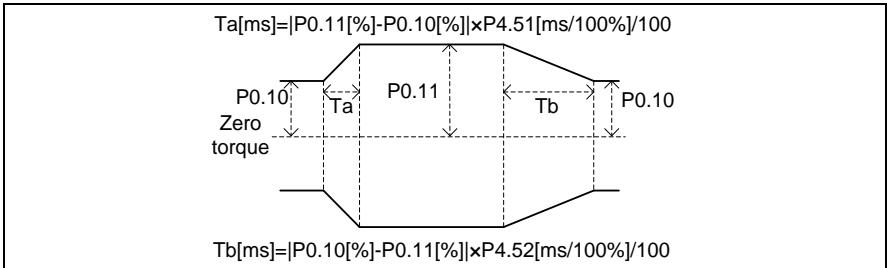 Ta[ms]=|P0.11[%]-P0.10[%]|×P4.51[ms/100%]/100
P0.10
Ta
P0.11
Tb
P0.10
Zero
torque
Tb[ms]=|P0.10[%]-P0.11[%]|×P4.52[ms/100%]/100